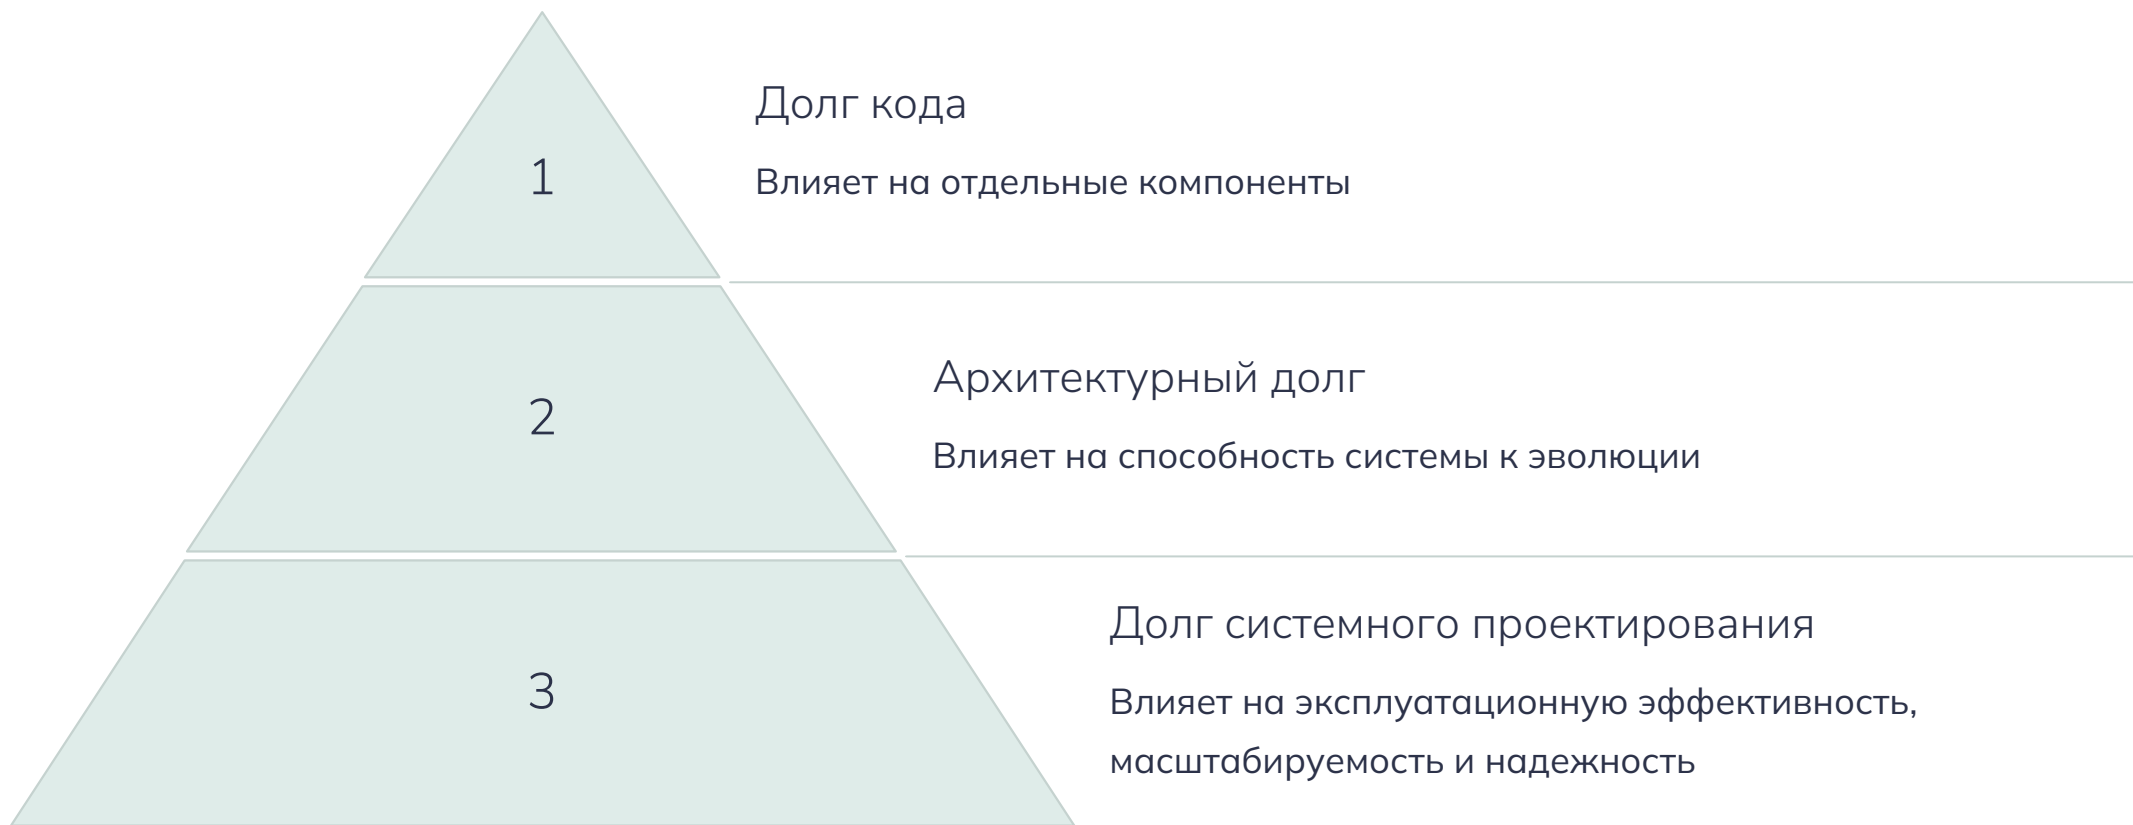 1
Долг кода
Влияет на отдельные компоненты
2
Архитектурный долг
Влияет на способность системы к эволюции
3
Долг системного проектирования
Влияет на эксплуатационную эффективность,
масштабируемость и надежность